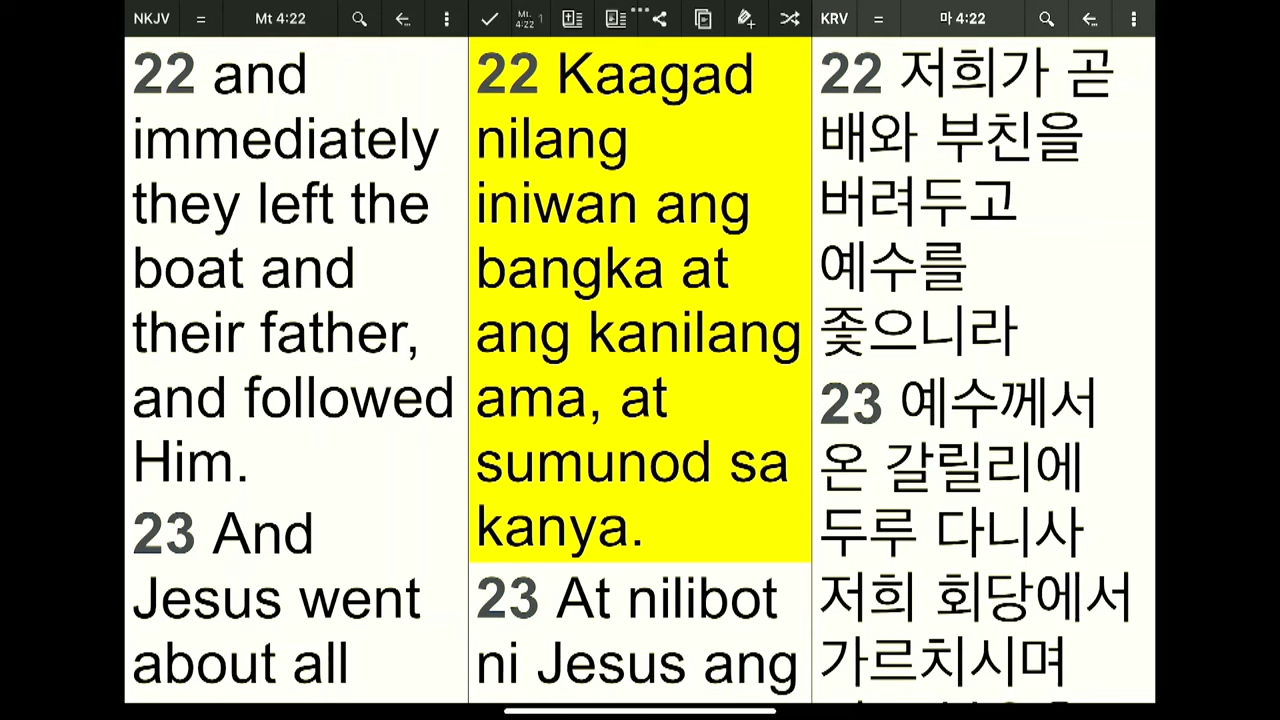 NKJV = Mt 4:22
Mt. 4:22 1
KRV = 마 4:22
22 and
immediately
they left the
boat and
their father,
and followed
Him.
23 And
Jesus went
about all
22 Kaagad
nilang
iniwan ang
bangka at
ang kanilang
ama, at
sumunod sa
kanya.
23 At nilibot
ni Jesus ang
22 저희가 곧
배와 부친을
버려두고
예수를
좇으니라
23 예수께서
온 갈릴리에
두루 다니사
저희 회당에서
가르치시며